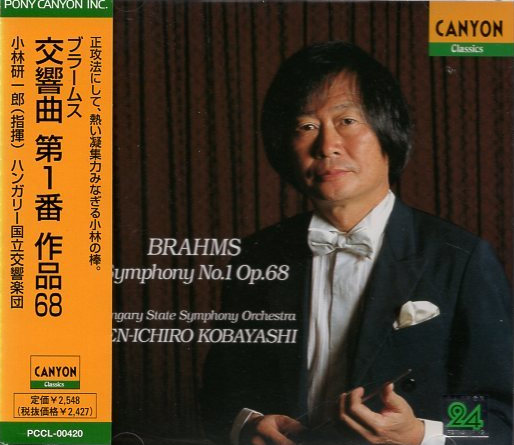 PONY CANYON INC.
正攻法にして、熱い凝集力みなぎる小林の棒。
ブラームス
交響曲 第1番 作品68
小林研一郎(指揮) ハンガリー国立交響楽団
CANYON
Classics
定価¥2,548
(税抜価格¥2,427)
PCCL-00420
CANYON
Classics
BRAHMS
Symphony No.1 Op.68
ngary State Symphony Orchestra
EN-ICHIRO KOBAYASHI
24